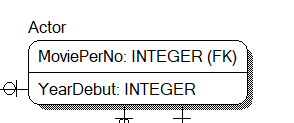 Actor
MoviePerNo: INTEGER (FK)
YearDebut: INTEGER